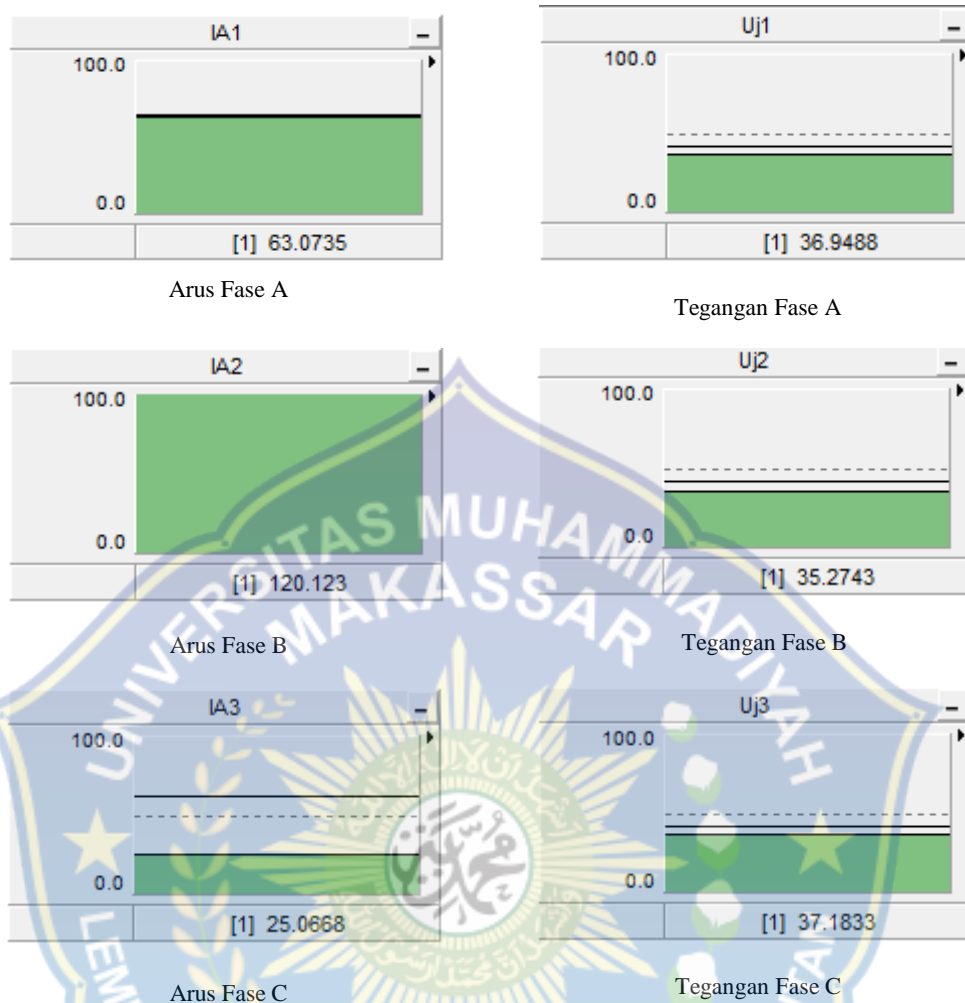 IA1
100.0
0.0
[1] 63.0735
Arus Fase A
Uj1
100.0
0.0
[1] 36.9488
Tegangan Fase A
IA2
100.0
0.0
[1] 120.123
Arus Fase B
Uj2
100.0
0.0
[1] 35.2743
Tegangan Fase B
IA3
100.0
0.0
[1] 25.0668
Arus Fase C
Uj3
100.0
0.0
[1] 37.1833
Tegangan Fase C
UNIVERSITAS MUHAMMADIYAH
MAKASSAR